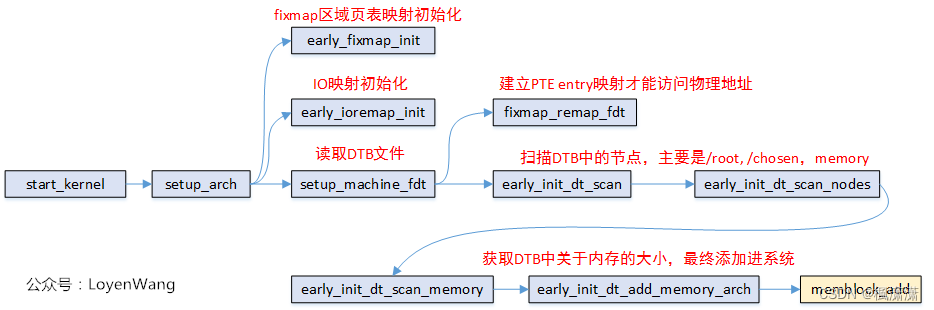 fixmap区域页表映射初始化
early_fixmap_init
IO映射初始化
建立PTE entry映射才能访问物理地址
early_ioremap_init
fixmap_remap_fdt
读取DTB文件
扫描DTB中的节点，主要是/root, /chosen，memory
start_kernel
setup_arch
setup_machine_fdt
early_init_dt_scan
early_init_dt_scan_nodes
获取DTB中关于内存的大小，最终添加进系统
公众号：LoyenWang
early_init_dt_scan_memory
early_init_dt_add_memory_arch
memblock_add